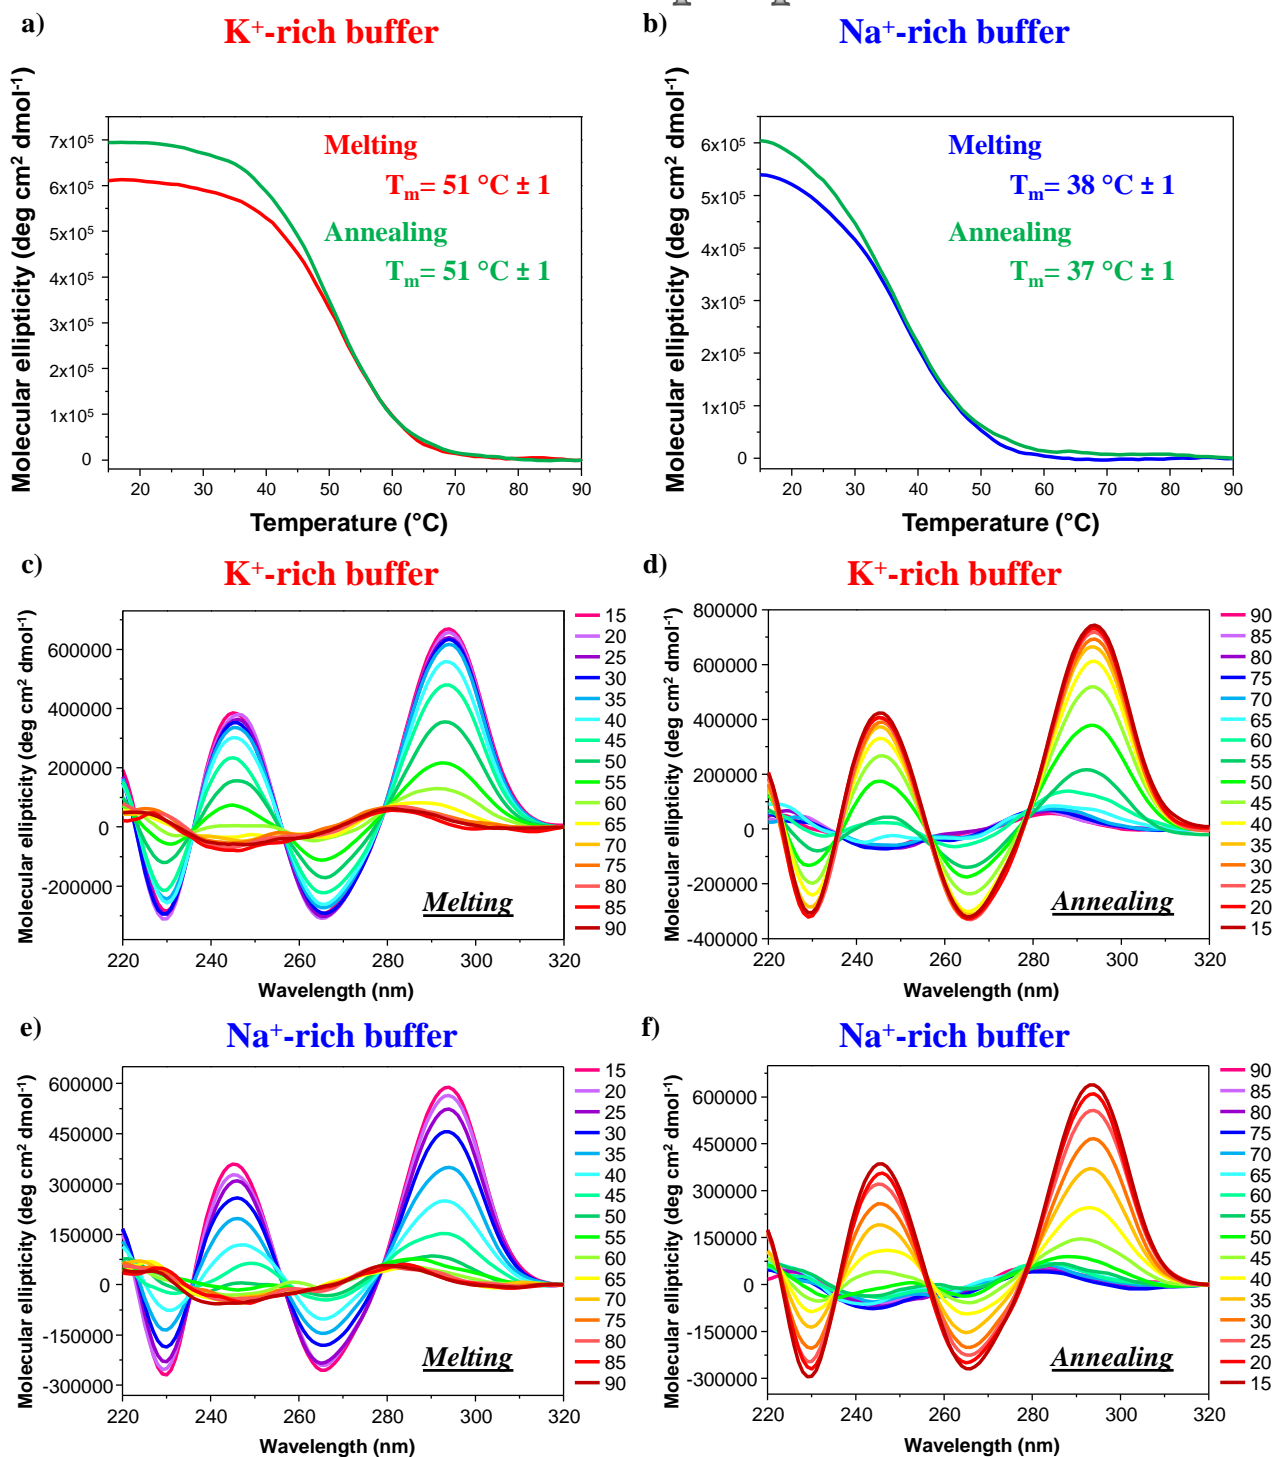 a)
K⁺-rich buffer
Molecular ellipticity (deg cm² dmol⁻¹)
7x10⁵
6x10⁵
5x10⁵
4x10⁵
3x10⁵
2x10⁵
1x10⁵
0
Melting
Tₘ= 51 °C ± 1
Annealing
Tₘ= 51 °C ± 1
20 30 40 50 60 70 80 90
Temperature (°C)
b)
Na⁺-rich buffer
Molecular ellipticity (deg cm² dmol⁻¹)
6x10⁵
5x10⁵
4x10⁵
3x10⁵
2x10⁵
1x10⁵
0
Melting
Tₘ= 38 °C ± 1
Annealing
Tₘ= 37 °C ± 1
20 30 40 50 60 70 80 90
Temperature (°C)
c)
K⁺-rich buffer
Molecular ellipticity (deg cm² dmol⁻¹)
600000
400000
200000
0
-200000
Melting
220 240 260 280 300 320
Wavelength (nm)
15
20
25
30
35
40
45
50
55
60
65
70
75
80
85
90
d)
K⁺-rich buffer
Molecular ellipticity (deg cm² dmol⁻¹)
800000
600000
400000
200000
0
-200000
-400000
Annealing
220 240 260 280 300 320
Wavelength (nm)
90
85
80
75
70
65
60
55
50
45
40
35
30
25
20
15
e)
Na⁺-rich buffer
Molecular ellipticity (deg cm² dmol⁻¹)
600000
450000
300000
150000
0
-150000
-300000
Melting
220 240 260 280 300 320
Wavelength (nm)
15
20
25
30
35
40
45
50
55
60
65
70
75
80
85
90
f)
Na⁺-rich buffer
Molecular ellipticity (deg cm² dmol⁻¹)
600000
450000
300000
150000
0
-150000
-300000
Annealing
220 240 260 280 300 320
Wavelength (nm)
90
85
80
75
70
65
60
55
50
45
40
35
30
25
20
15